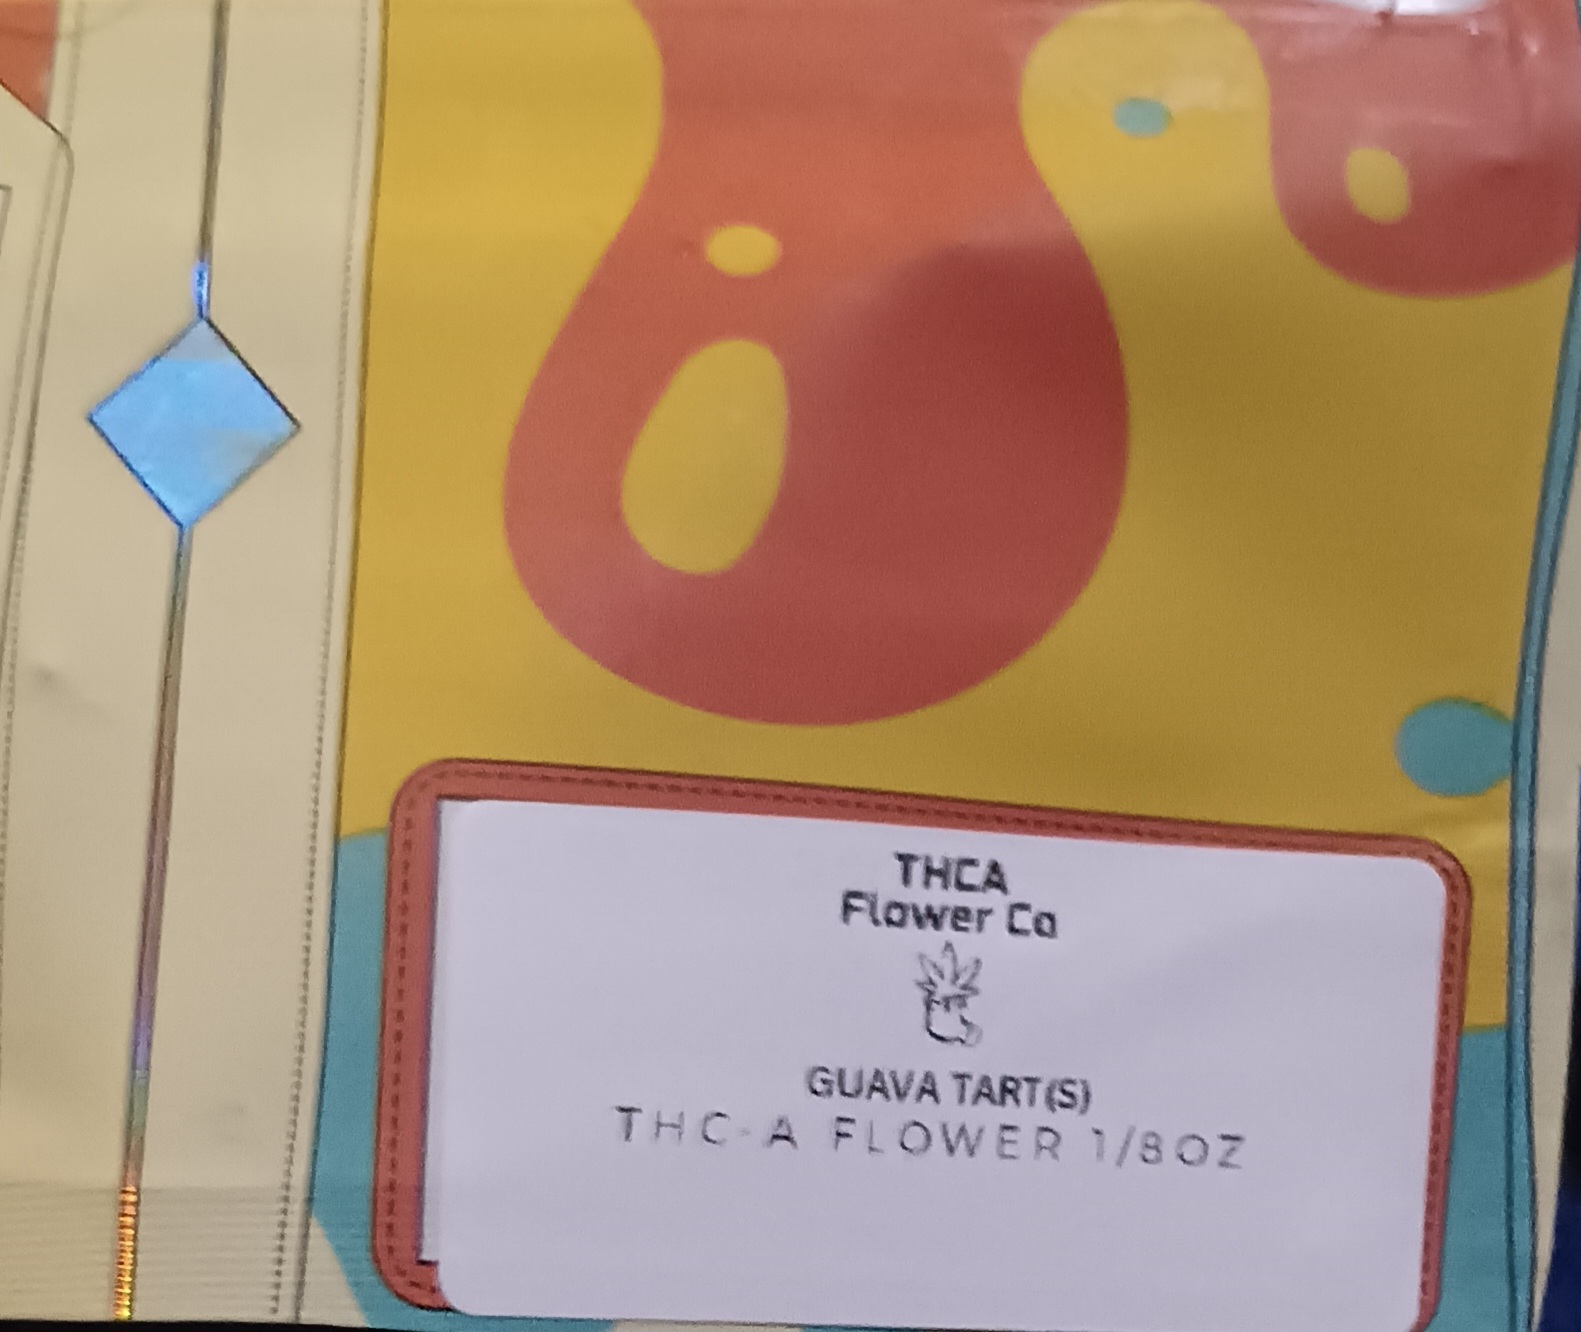 THCA
Flower Co
GUAVA TART(S)
THC-A FLOWER 1/8OZ